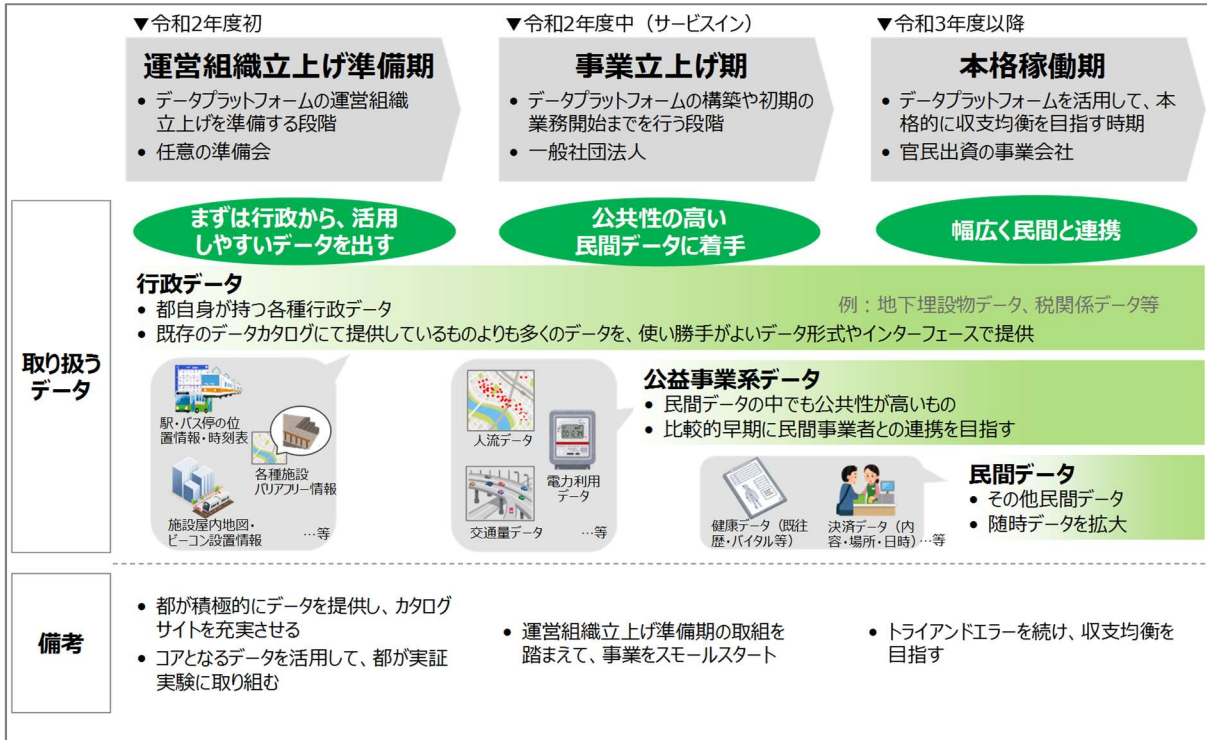 ▼令和2年度初
運営組織立上げ準備期
• データプラットフォームの運営組織
立上げを準備する段階
• 任意の準備会
▼令和2年度中（サービスイン）
事業立上げ期
• データプラットフォームの構築や初期の
業務開始までを行う段階
• 一般社団法人
▼令和3年度以降
本格稼働期
• データプラットフォームを活用して、本
格的に収支均衡を目指す時期
• 官民出資の事業会社
取り扱う
データ
まずは行政から、活用
しやすいデータを出す
公共性の高い
民間データに着手
幅広く民間と連携
行政データ
• 都自身が持つ各種行政データ
例：地下埋設物データ、税関係データ等
• 既存のデータカタログにて提供しているものよりも多くのデータを、使い勝手がよいデータ形式やインターフェースで提供
駅・バス停の位
置情報・時刻表
各種施設
バリアフリー情報
施設屋内地図・
ビーコン設置情報
…等
人流データ
電力利用
データ
交通量データ
…等
公益事業系データ
• 民間データの中でも公共性が高いもの
• 比較的早期に民間事業者との連携を目指す
健康データ（既往
歴・バイタル等）
決済データ（内
容・場所・日時）
…等
民間データ
• その他民間データ
• 随時データを拡大
備考
• 都が積極的にデータを提供し、カタログ
サイトを充実させる
• コアとなるデータを活用して、都が実証
実験に取り組む
• 運営組織立上げ準備期の取組を
踏まえて、事業をスモールスタート
• トライアンドエラーを続け、収支均衡を
目指す